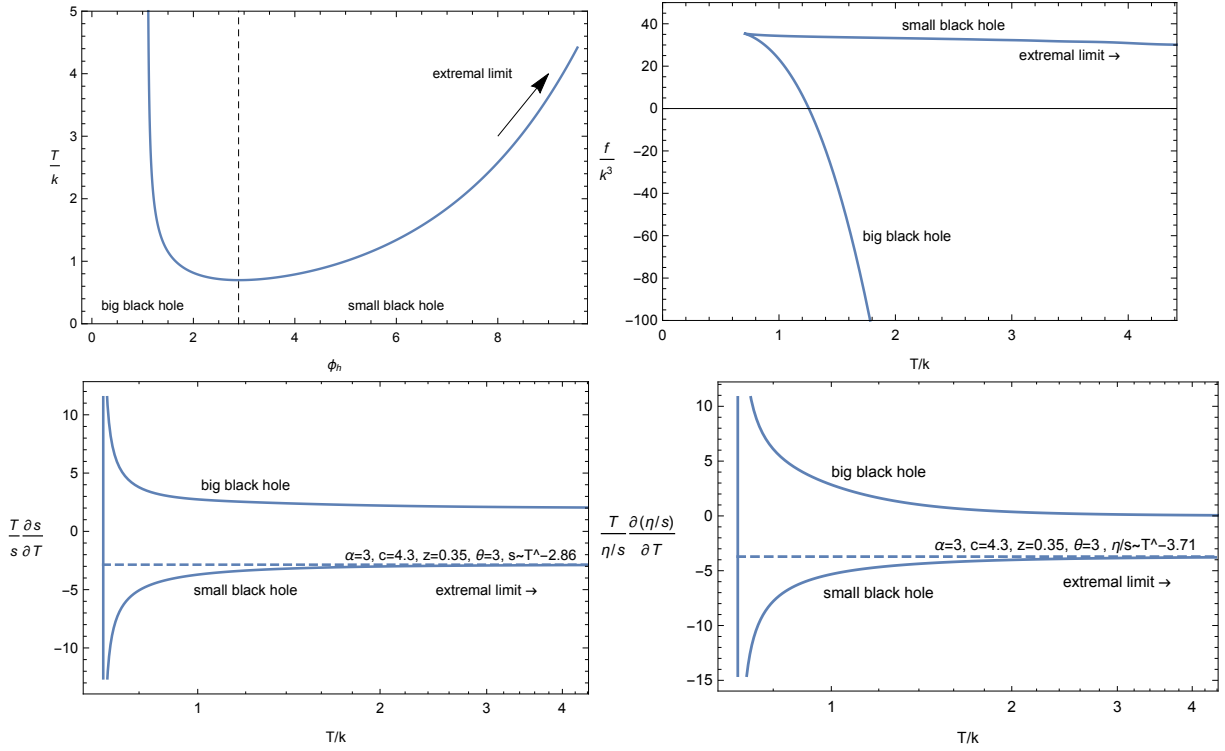 5
4
3
2
1
0
T
k
0
2
4
6
8
ϕh
extremal limit
big black hole
small black hole
40
20
0
−20
−40
−60
−80
−100
f
k³
0
1
2
3
4
T/k
small black hole
extremal limit →
big black hole
10
5
0
−5
−10
T ∂s
s ∂T
1
2
3
4
T/k
big black hole
α=3, c=4.3, z=0.35, θ=3, s~T^−2.86
small black hole
extremal limit →
10
5
0
−5
−10
−15
T ∂(η/s)
η/s ∂T
1
2
3
4
T/k
big black hole
α=3, c=4.3, z=0.35, θ=3 , η/s~T^−3.71
extremal limit →
small black hole